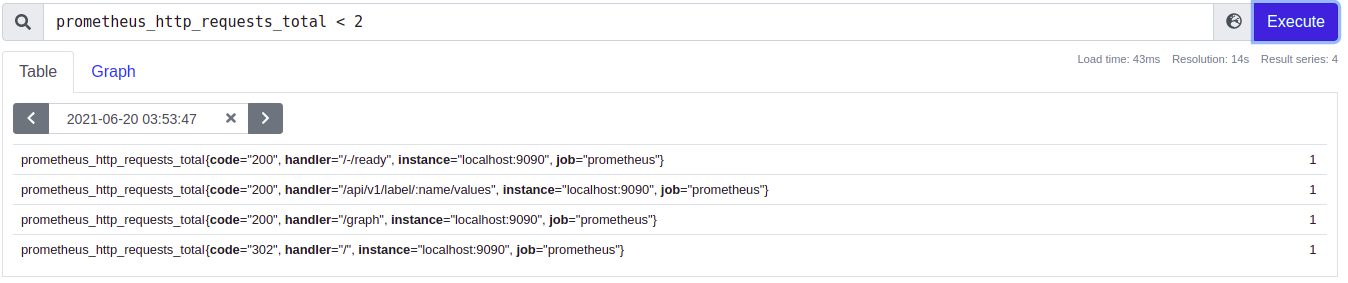 prometheus_http_requests_total < 2
Execute
Table
Graph
Load time: 43ms Resolution: 14s Result series: 4
2021-06-20 03:53:47
prometheus_http_requests_total{code="200", handler="/-/ready", instance="localhost:9090", job="prometheus"} 1
prometheus_http_requests_total{code="200", handler="/api/v1/label/:name/values", instance="localhost:9090", job="prometheus"} 1
prometheus_http_requests_total{code="200", handler="/graph", instance="localhost:9090", job="prometheus"} 1
prometheus_http_requests_total{code="302", handler="/", instance="localhost:9090", job="prometheus"} 1